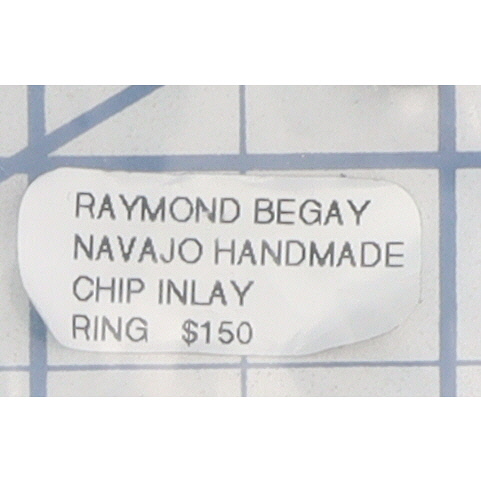 RAYMOND BEGAY
NAVAJO HANDMADE
CHIP INLAY
RING $150